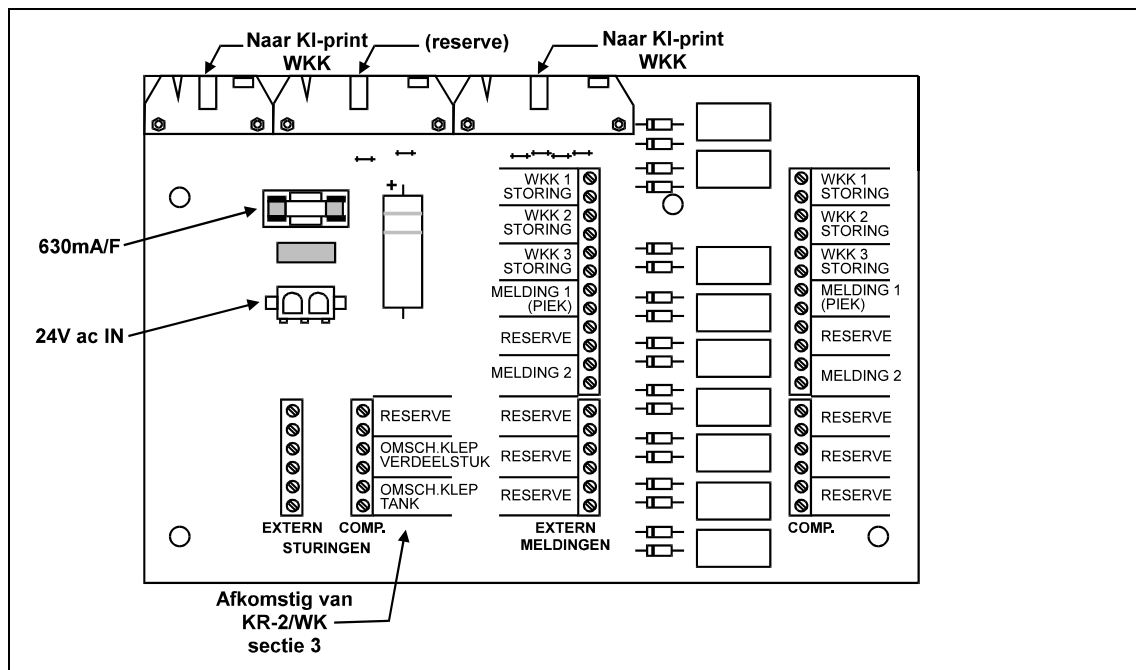 Naar KI-print
WKK
(reserve)
Naar KI-print
WKK
630mA/F
24V ac IN
+
WKK 1
STORING
WKK 2
STORING
WKK 3
STORING
MELDING 1
(PIEK)
RESERVE
MELDING 2
RESERVE
RESERVE
RESERVE
EXTERN
MELDINGEN
WKK 1
STORING
WKK 2
STORING
WKK 3
STORING
MELDING 1
(PIEK)
RESERVE
MELDING 2
RESERVE
RESERVE
RESERVE
COMP.
RESERVE
OMSCH.KLEP
VERDEELSTUK
OMSCH.KLEP
TANK
EXTERN COMP.
STURINGEN
Afkomstig van
KR-2/WK
sectie 3